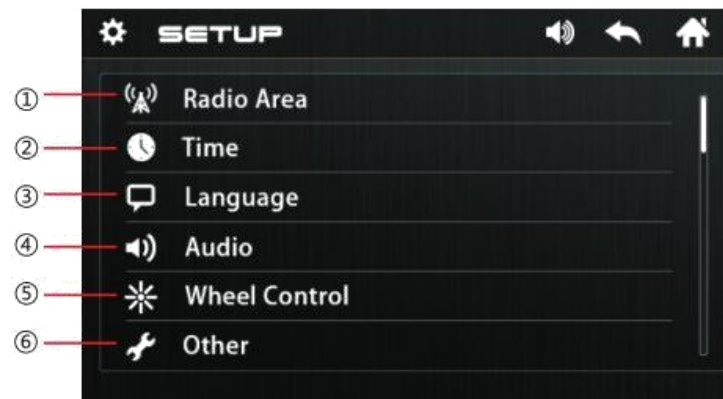 SETUP
① Radio Area
② Time
③ Language
④ Audio
⑤ Wheel Control
⑥ Other